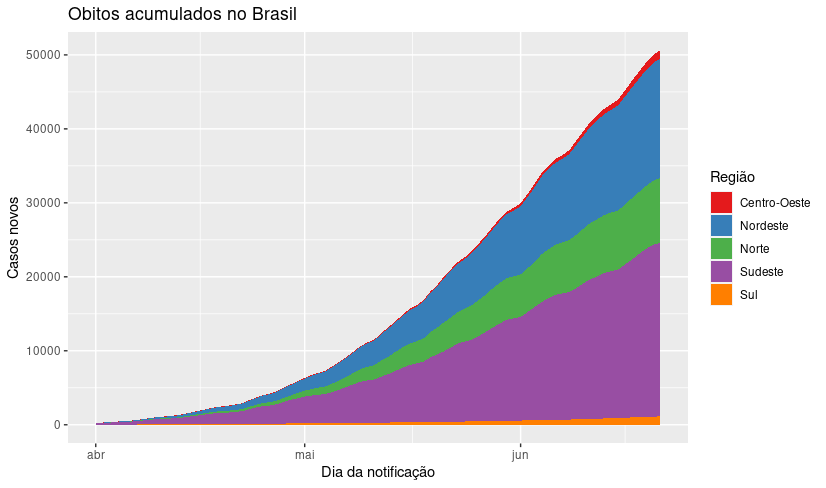 Obitos acumulados no Brasil
Casos novos
50000
40000
30000
20000
10000
0
abr
mai
jun
Dia da notificação
Região
Centro-Oeste
Nordeste
Norte
Sudeste
Sul